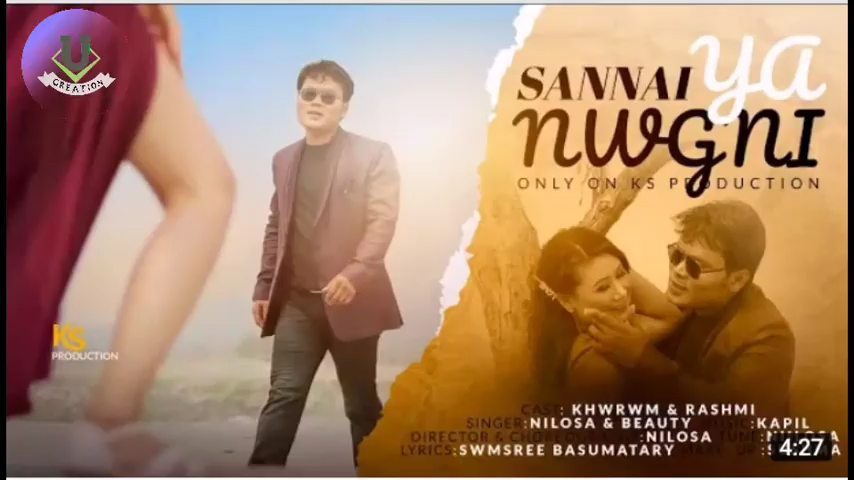 U
CREATION
SANNAI ya
nwGNI
ONLY ON KS PRODUCTION
KS
PRODUCTION
CAST: KHWRWM & RASHMI
SINGER:NILOSA & BEAUTY :KAPIL
DIRECTOR & :NILOSA
LYRICS:SWMSREE BASUMATARY
4:27